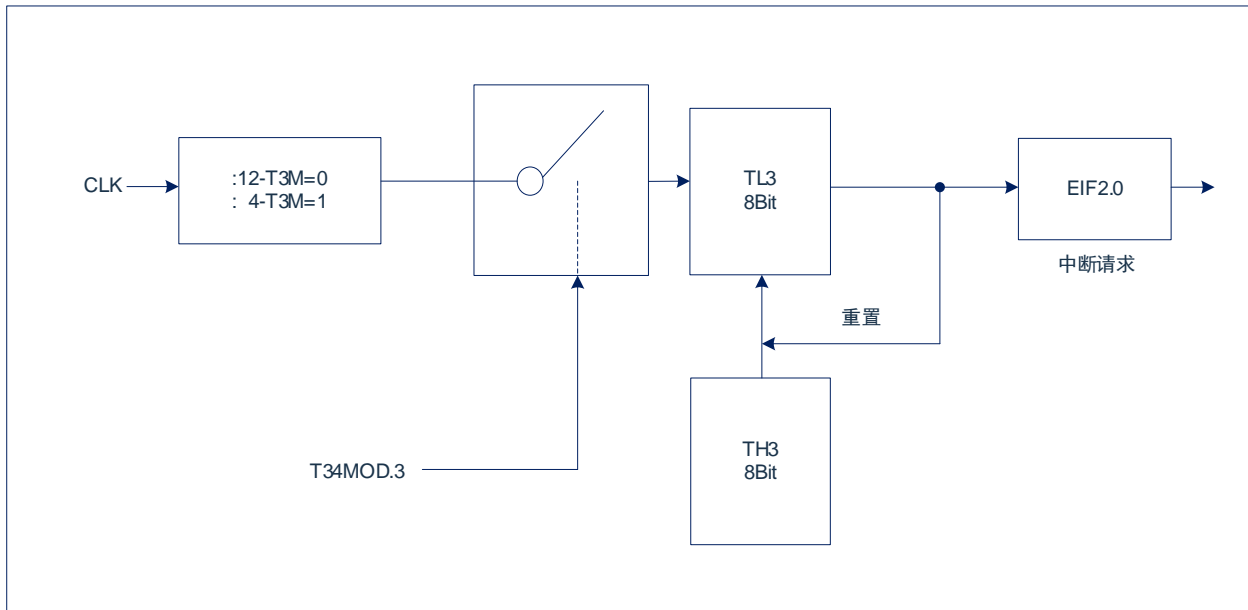 CLK
:12-T3M=0
: 4-T3M=1
TL3
8Bit
EIF2.0
中断请求
重置
TH3
8Bit
T34MOD.3